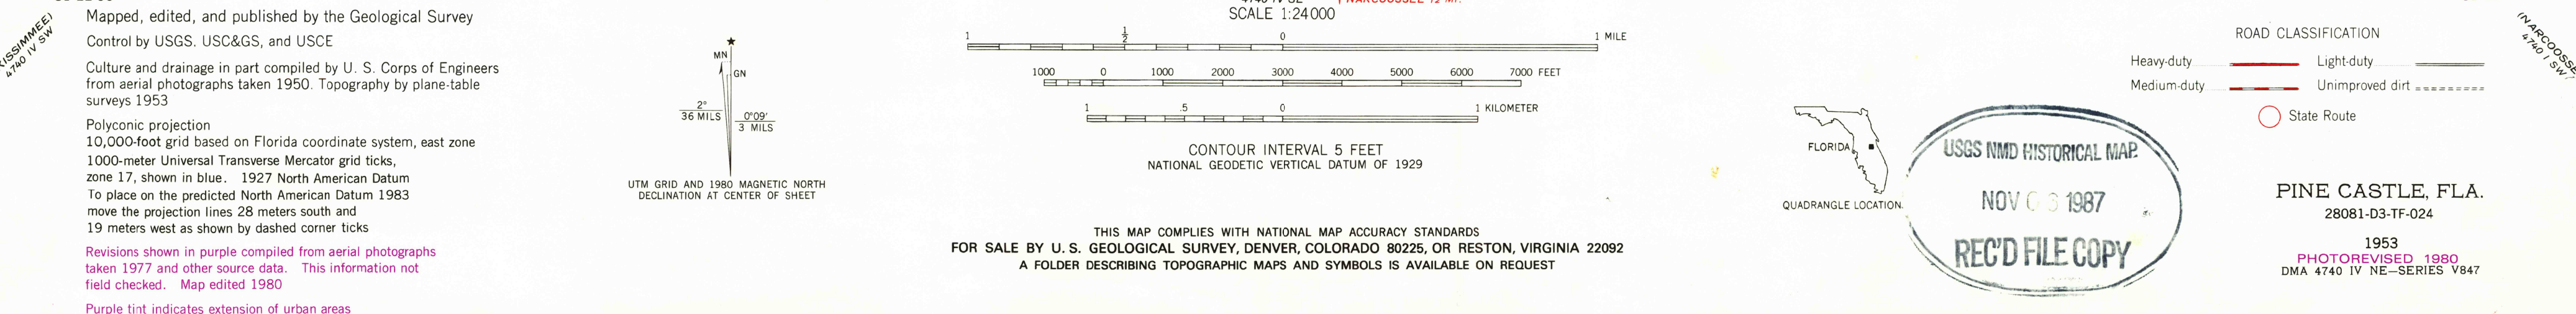 Mapped, edited, and published by the Geological Survey
Control by USGS. USC&GS, and USCE
Culture and drainage in part compiled by U. S. Corps of Engineers
from aerial photographs taken 1950. Topography by plane-table
surveys 1953
Polyconic projection
10,000-foot grid based on Florida coordinate system, east zone
1000-meter Universal Transverse Mercator grid ticks,
zone 17, shown in blue. 1927 North American Datum
To place on the predicted North American Datum 1983
move the projection lines 28 meters south and
19 meters west as shown by dashed corner ticks
Revisions shown in purple compiled from aerial photographs
taken 1977 and other source data. This information not
field checked. Map edited 1980
Purple tint indicates extension of urban areas
4740 IV SW
★
MN
GN
2°
36 MILS
0°09'
3 MILS
UTM GRID AND 1980 MAGNETIC NORTH
DECLINATION AT CENTER OF SHEET
SCALE 1:24000
1 ½ 0 1 MILE
1000 0 1000 2000 3000 4000 5000 6000 7000 FEET
1 .5 0 1 KILOMETER
CONTOUR INTERVAL 5 FEET
NATIONAL GEODETIC VERTICAL DATUM OF 1929
THIS MAP COMPLIES WITH NATIONAL MAP ACCURACY STANDARDS
FOR SALE BY U. S. GEOLOGICAL SURVEY, DENVER, COLORADO 80225, OR RESTON, VIRGINIA 22092
A FOLDER DESCRIBING TOPOGRAPHIC MAPS AND SYMBOLS IS AVAILABLE ON REQUEST
FLORIDA
QUADRANGLE LOCATION
USGS NMD HISTORICAL MAP
NOV 1987
REC'D FILE COPY
ROAD CLASSIFICATION
Heavy-duty Light-duty
Medium-duty Unimproved dirt
State Route
4740 I SW
PINE CASTLE, FLA.
28081-D3-TF-024
1953
PHOTOREVISED 1980
DMA 4740 IV NE—SERIES V847